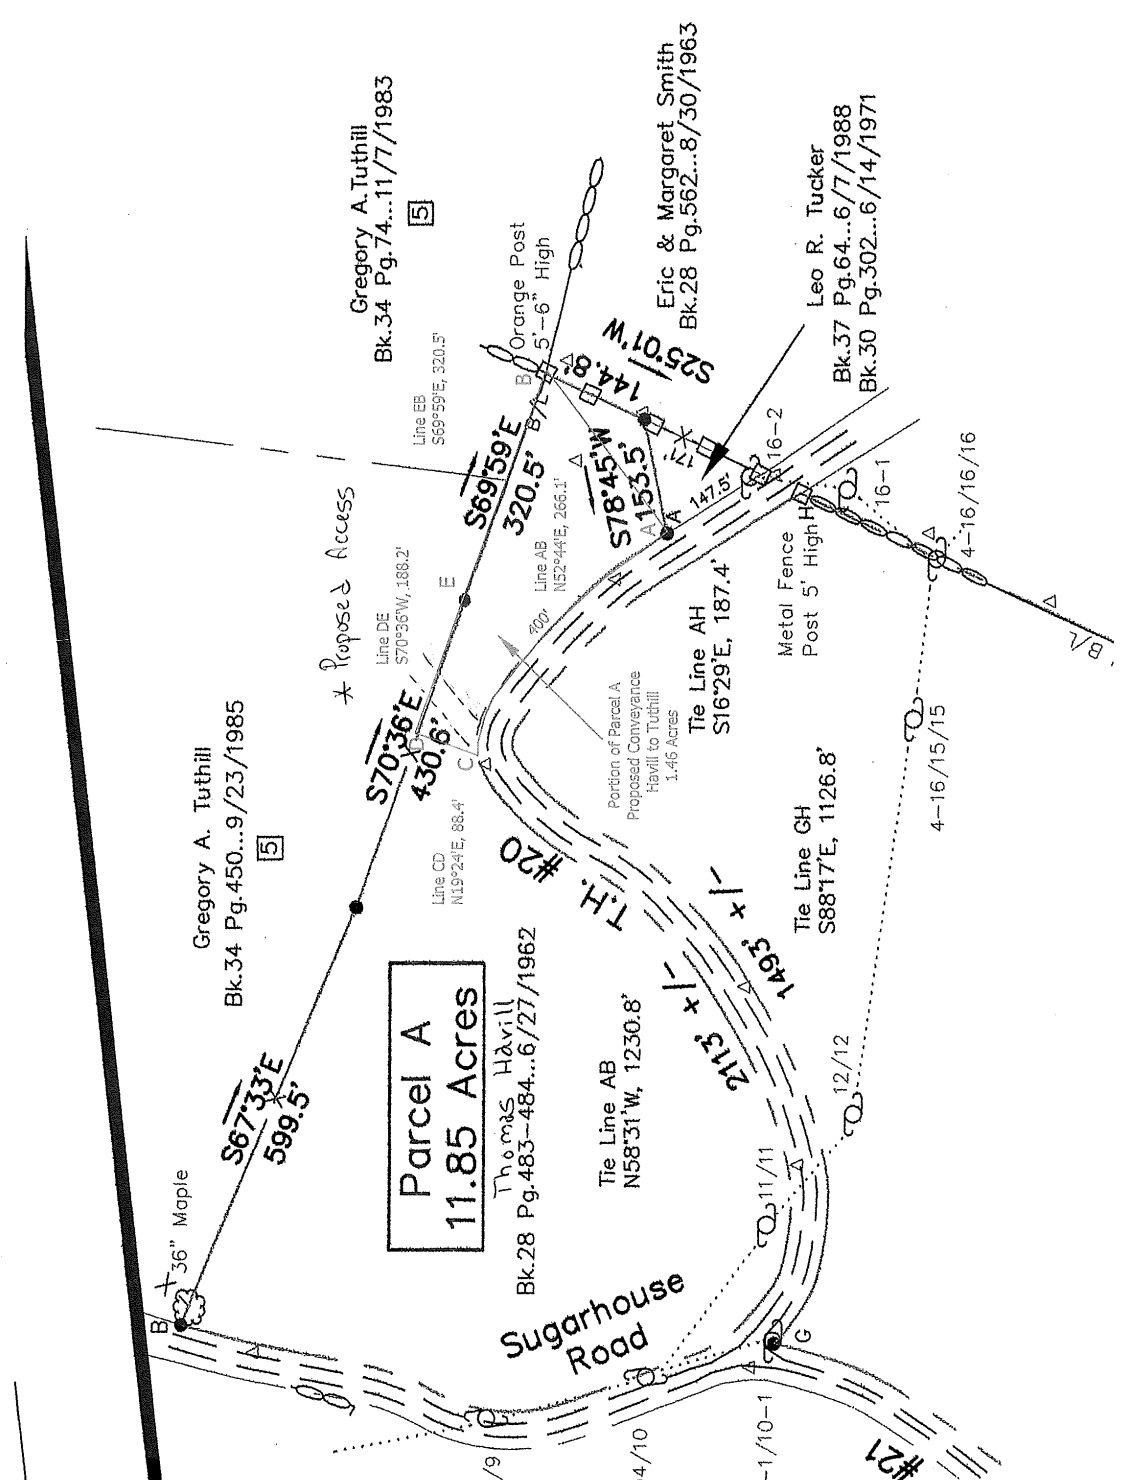 Gregory A.Tuthill
Bk.34 Pg.74...11/7/1983
5
Line EB
S69°59'E, 320.5'
Orange Post
5'-6" High
B
B/L
Eric & Margaret Smith
Bk.28 Pg.562...8/30/1963
144.8'
S25°01'W
Leo R. Tucker
Bk.37 Pg.64...6/7/1988
Bk.30 Pg.302...6/14/1971
S69°59'E
320.5'
S78°45'W
153.5'
171'
147.5'
16-2
16-1
4-16/16/16
* Proposed Access
Line DE
S70°36'W, 188.2'
E
Line AB
N52°44'E, 266.1'
A
A
400'
H
Metal Fence
Post 5' High
Tie Line AH
S16°29'E, 187.4'
B/L
Gregory A. Tuthill
Bk.34 Pg.450...9/23/1985
5
S70°36'E
430.6'
D
C
Line CD
N19°24'E, 88.4'
Portion of Parcel A
Proposed Conveyance
Havill to Tuthill
1.46 Acres
T.H. #20
Tie Line GH
S88°17'E, 1126.8'
4-16/15/15
1493' +/-
2113' +/-
Parcel A
11.85 Acres
Thomas Havill
Bk.28 Pg.483-484...6/27/1962
Tie Line AB
N58°31'W, 1230.8'
S67°33'E
599.5'
36" Maple
B
12/12
11/11
Sugarhouse
Road
G
/9
4/10
-1/10-1
#21